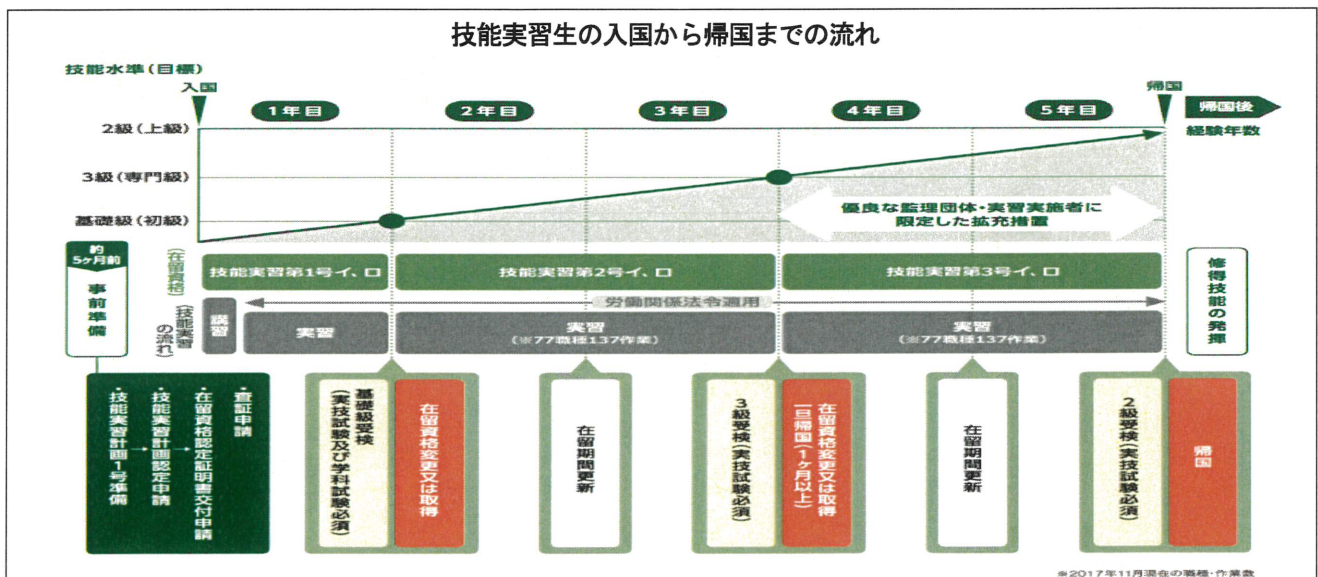 技能実習生の入国から帰国までの流れ
技能水準(目標)
入国
帰国
1年目
2年目
3年目
4年目
5年目
帰国後
経験年数
2級(上級)
3級(専門級)
基礎級(初級)
優良な監理団体・実習実施者に
限定した拡充措置
約
5ヶ月前
事前準備
(在留資格)
技能実習第1号イ、ロ
技能実習第2号イ、ロ
技能実習第3号イ、ロ
修得技能の発揮
(技能実習
の流れ)
労働関係法令適用
講習
実習
実習
(※77職種137作業)
実習
(※77職種137作業)
・査証申請
・在留資格認定証明書交付申請
・技能実習計画認定申請
・技能実習計画1号準備
基礎級受検
(実技試験及び学科試験必須)
在留資格変更又は取得
在留期間更新
3級受検(実技試験必須)
在留資格変更又は取得
一旦帰国(1ヶ月以上)
在留期間更新
2級受検(実技試験必須)
帰国
※2017年11月現在の職種・作業数